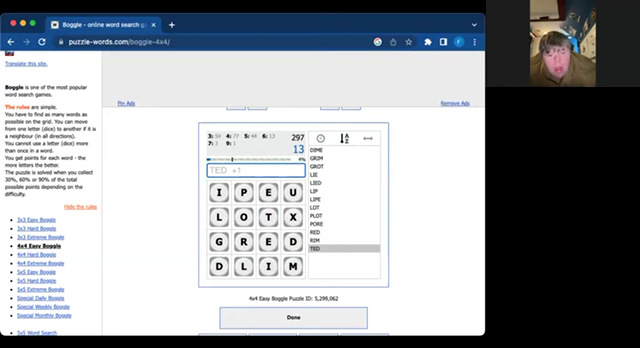 Boggle - online word search g
puzzle-words.com/boggle-4x4/
Translate this site.
Boggle is one of the most popular
word search games.
The rules are simple.
You have to find as many words
as possible on the grid. You can move
from one letter (dice) to another if it
is a neighbour (in all directions).
You cannot use a letter (dice) more
than once in a word.
You get points for each word - the
more letters the better.
The puzzle is solved when you collect
30%, 60% or 90% of the total
possible points depending on the
difficulty.
Hide the rules
3x3 Easy Boggle
3x3 Hard Boggle
3x3 Extreme Boggle
4x4 Easy Boggle
4x4 Hard Boggle
4x4 Extreme Boggle
5x5 Easy Boggle
5x5 Hard Boggle
5x5 Extreme Boggle
Special Daily Boggle
Special Weekly Boggle
Special Monthly Boggle
5x5 Word Search
Pin Ads
Remove Ads
297
13
4%
TED +1
I P E U
L O T X
G R E D
D L I M
A
Z
DIME
GRIM
GROT
LIE
LIED
LIP
LIPE
LOT
PLOT
PORE
RED
RIM
TED
4x4 Easy Boggle Puzzle ID: 5,299,062
Done